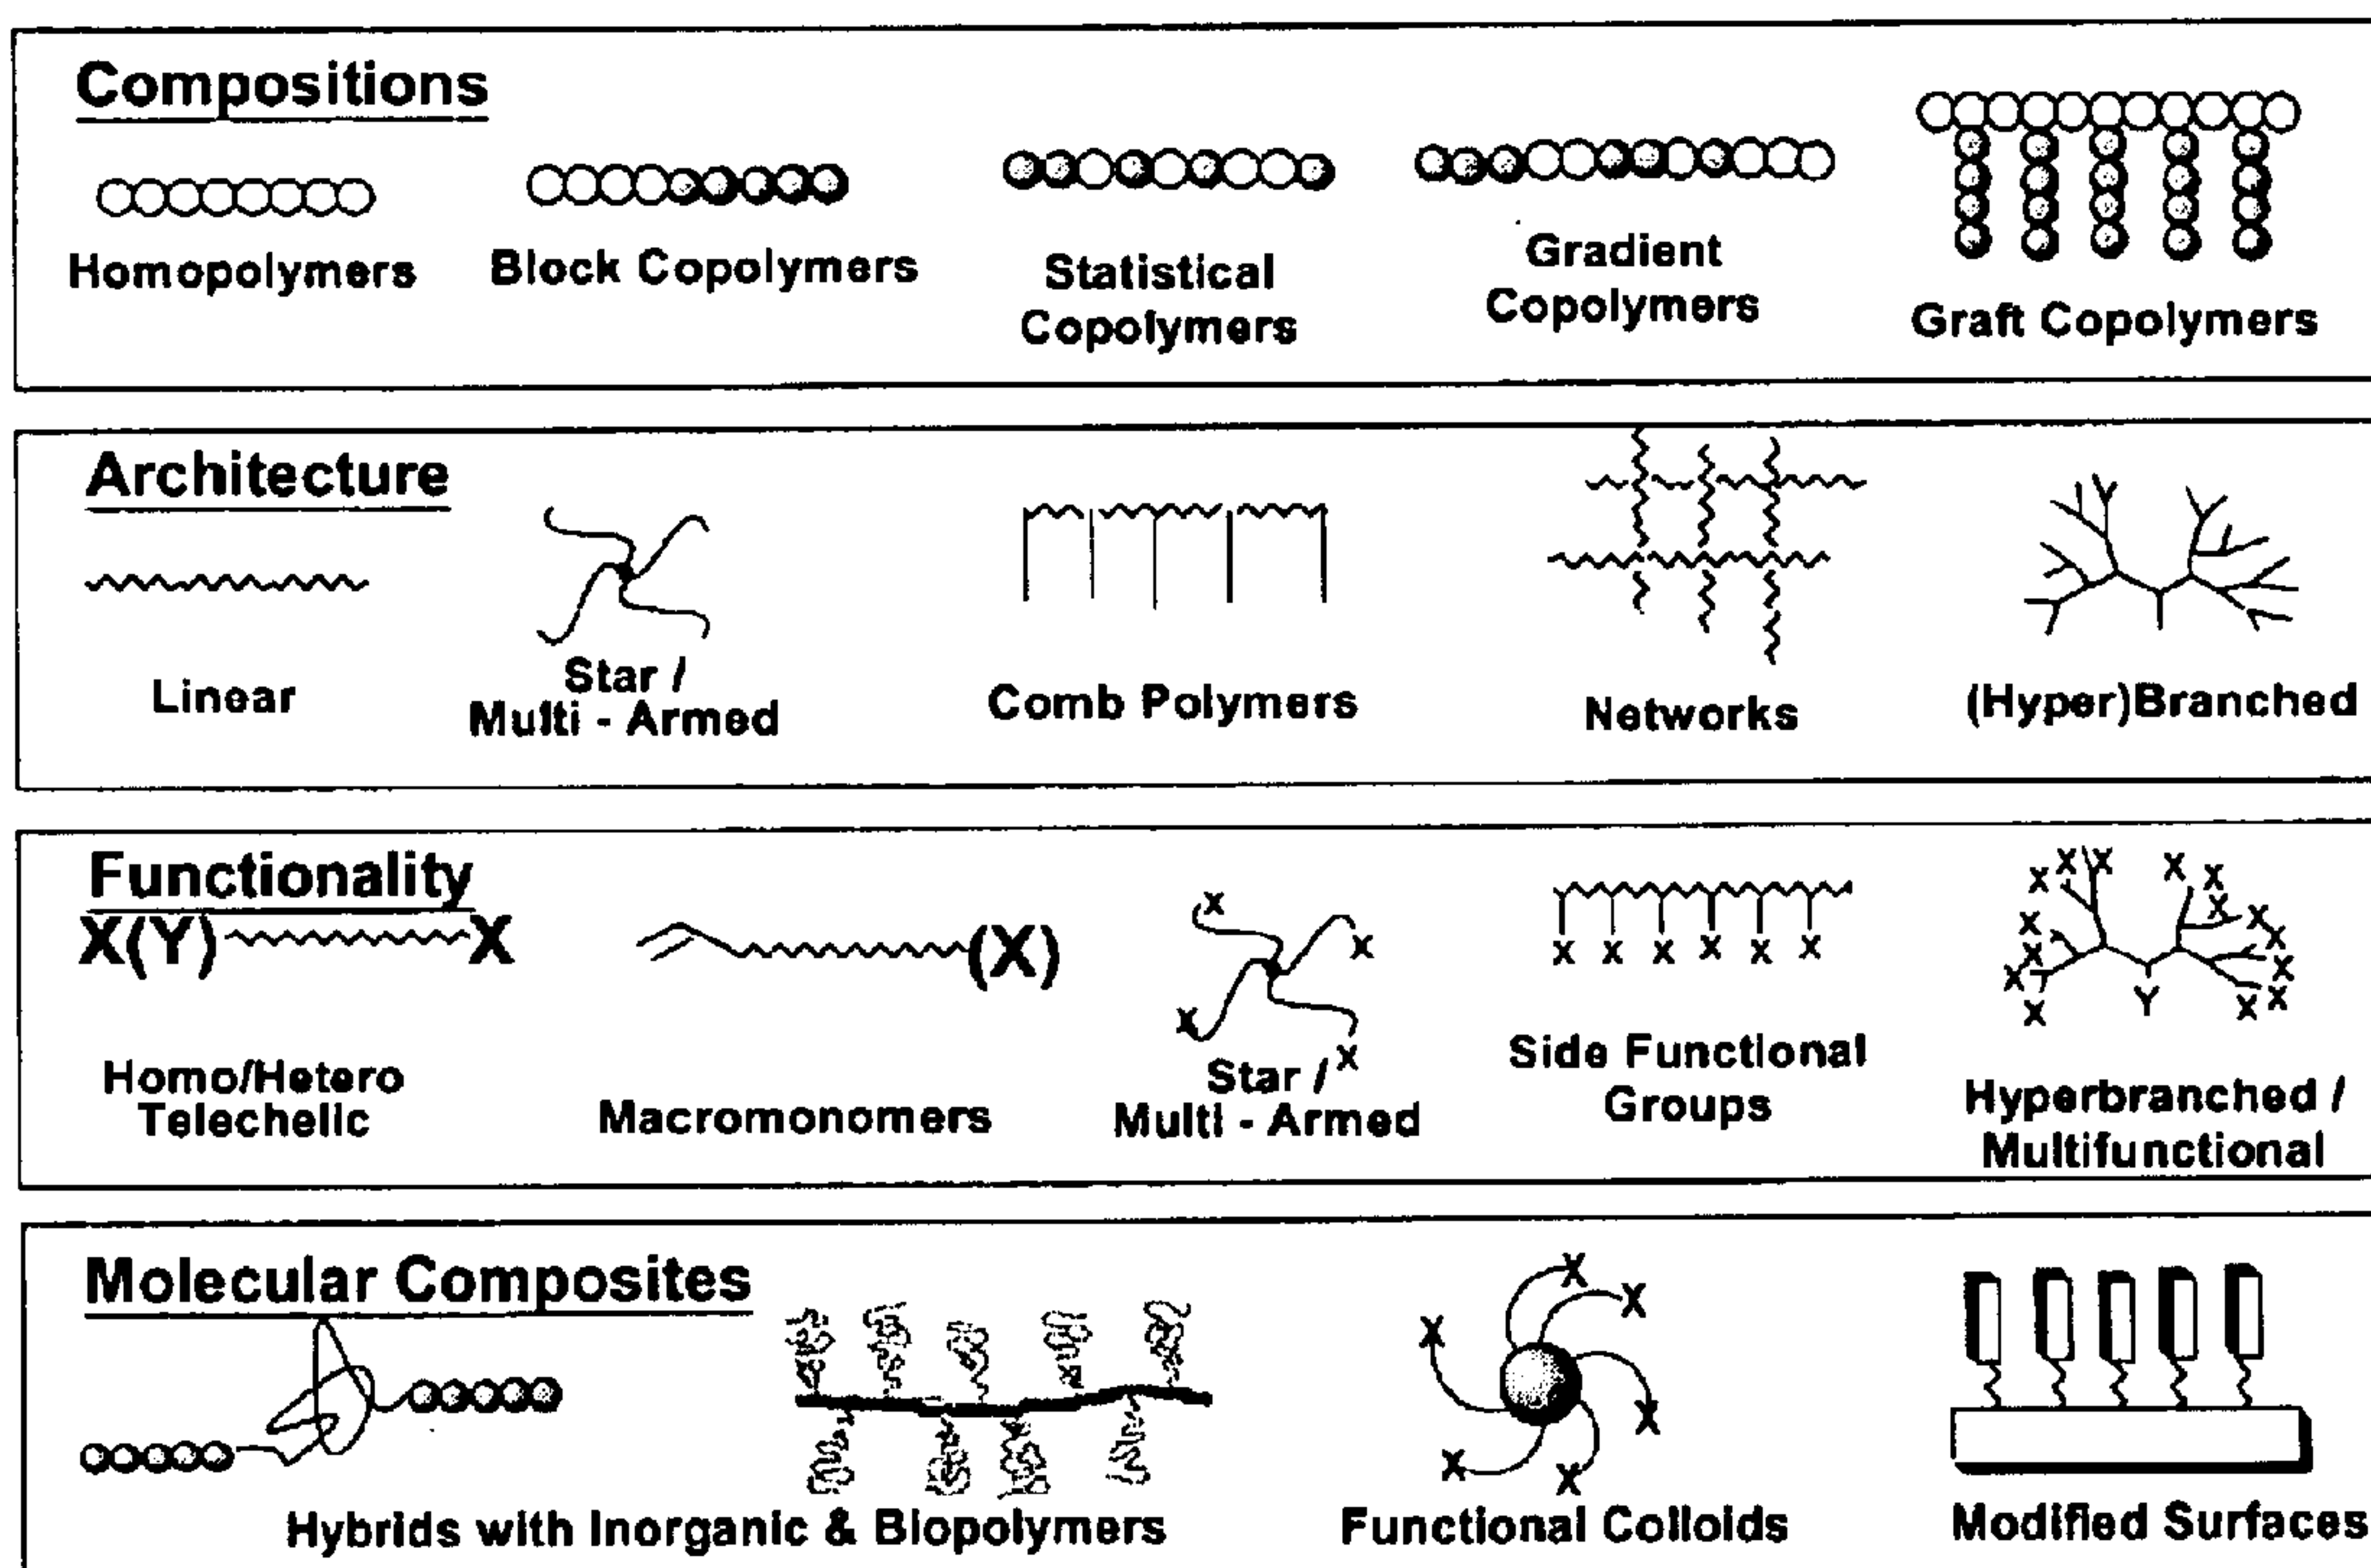 Compositions
Homopolymers
Block Copolymers
Statistical
Copolymers
Gradient
Copolymers
Graft Copolymers
Architecture
Linear
Star /
Multi - Armed
Comb Polymers
Networks
(Hyper)Branched
Functionality
X(Y) X
Homo/Hetero
Telechelic
(X)
Macromonomers
X
X
X
X
Star /
Multi - Armed
X X X X X X
Side Functional
Groups
X X X X X
X X X
X X
X X
X Y X X
Hyperbranched /
Multifunctional
Molecular Composites
Hybrids with Inorganic & Biopolymers
X
X
X
X
X
X
Functional Colloids
Modified Surfaces